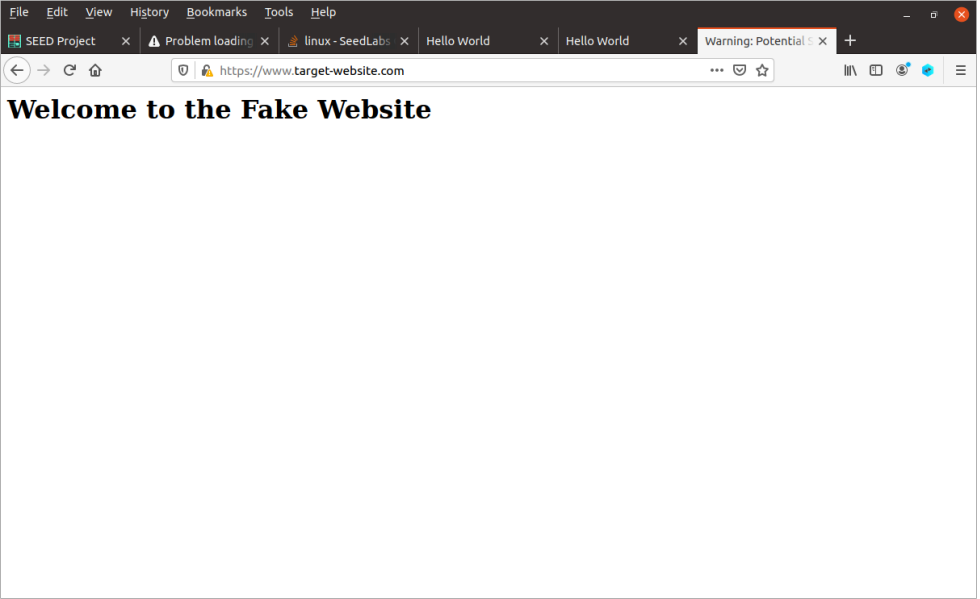 File Edit View History Bookmarks Tools Help
SEED Project Problem loading linux - SeedLabs Hello World Hello World Warning: Potential S
https://www.target-website.com
Welcome to the Fake Website